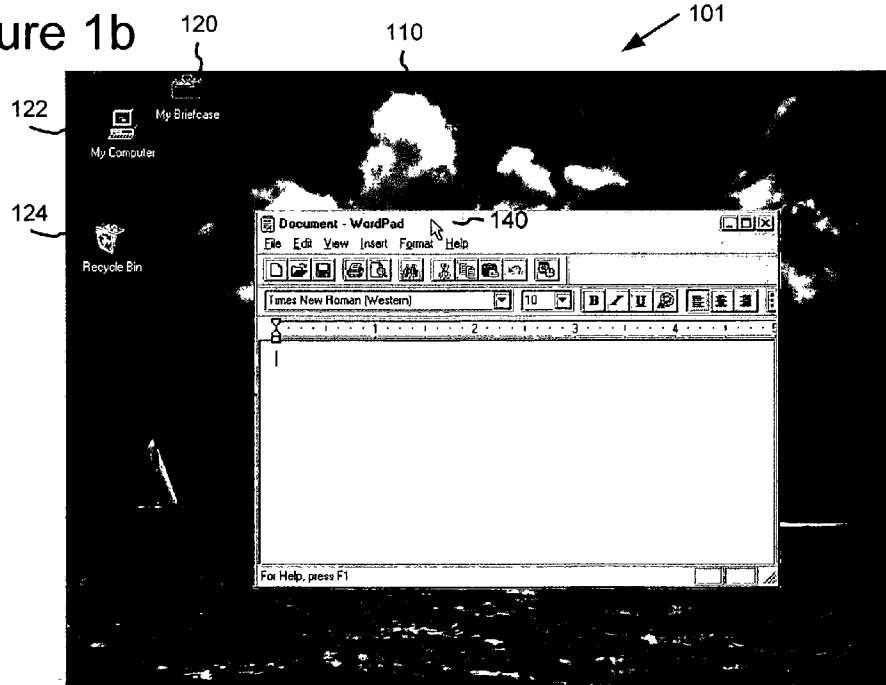 ure 1b
120
110
101
122
My Briefcase
My Computer
124
Recycle Bin
Document - WordPad
140
File Edit View Insert Format Help
Times New Roman (Western)
10
B I U
1 2 3 4 5
For Help, press F1